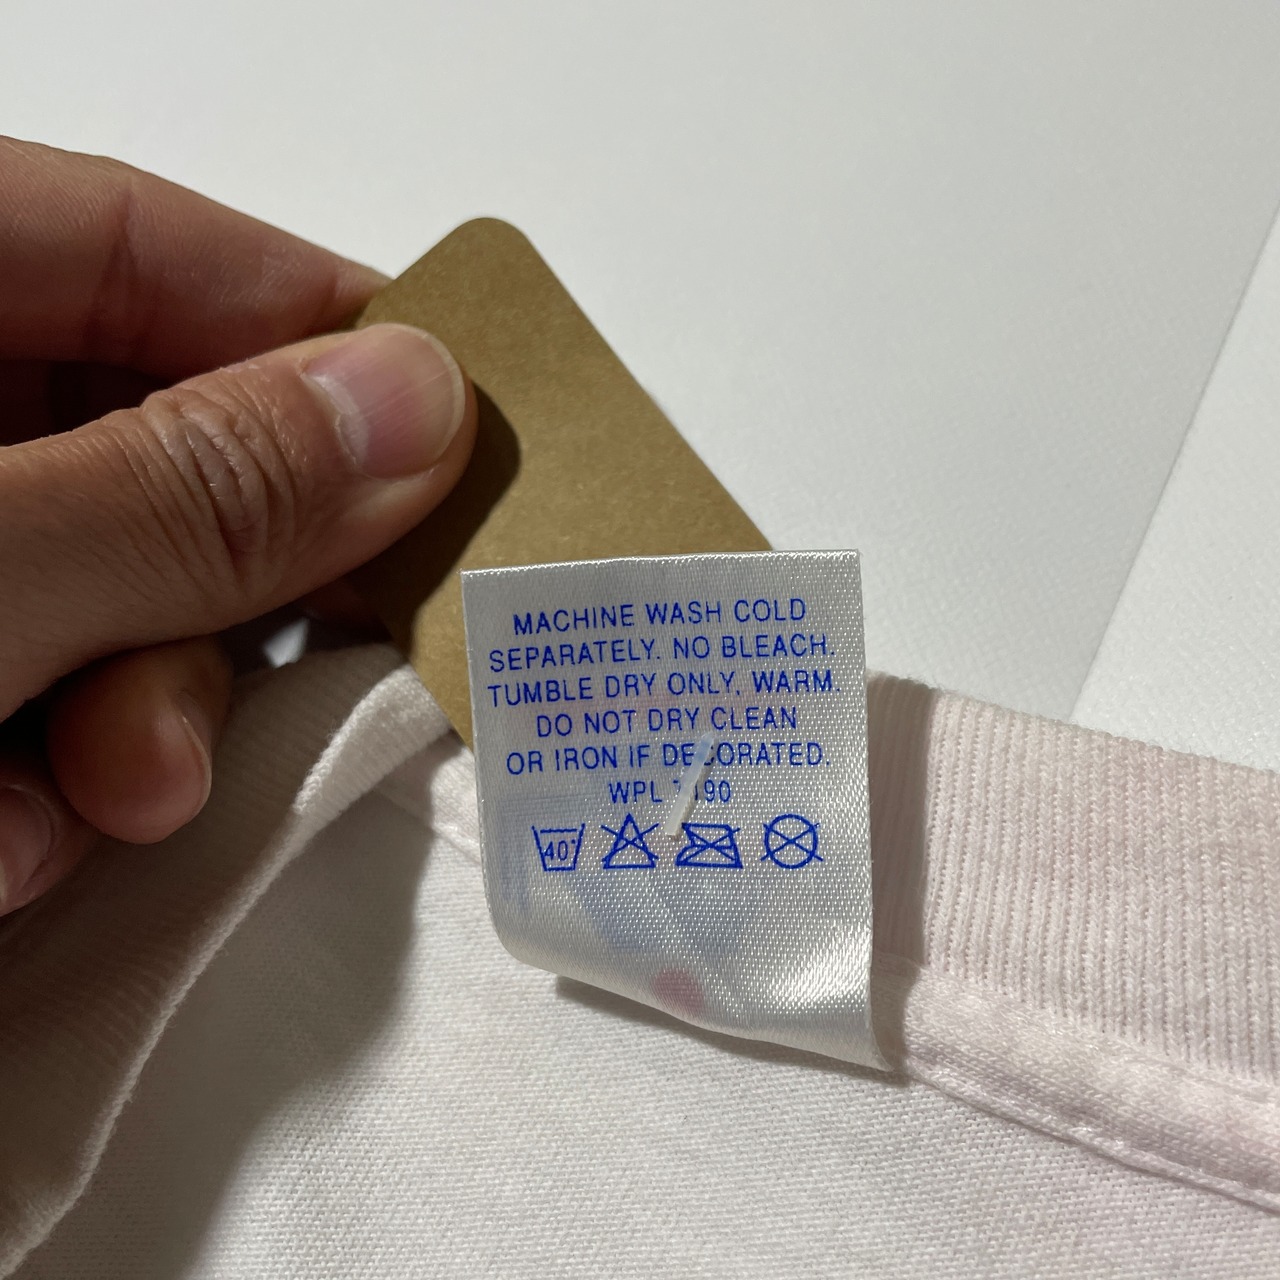 MACHINE WASH COLD
SEPARATELY. NO BLEACH.
TUMBLE DRY ONLY, WARM.
DO NOT DRY CLEAN
OR IRON IF DECORATED.
WPL
40°